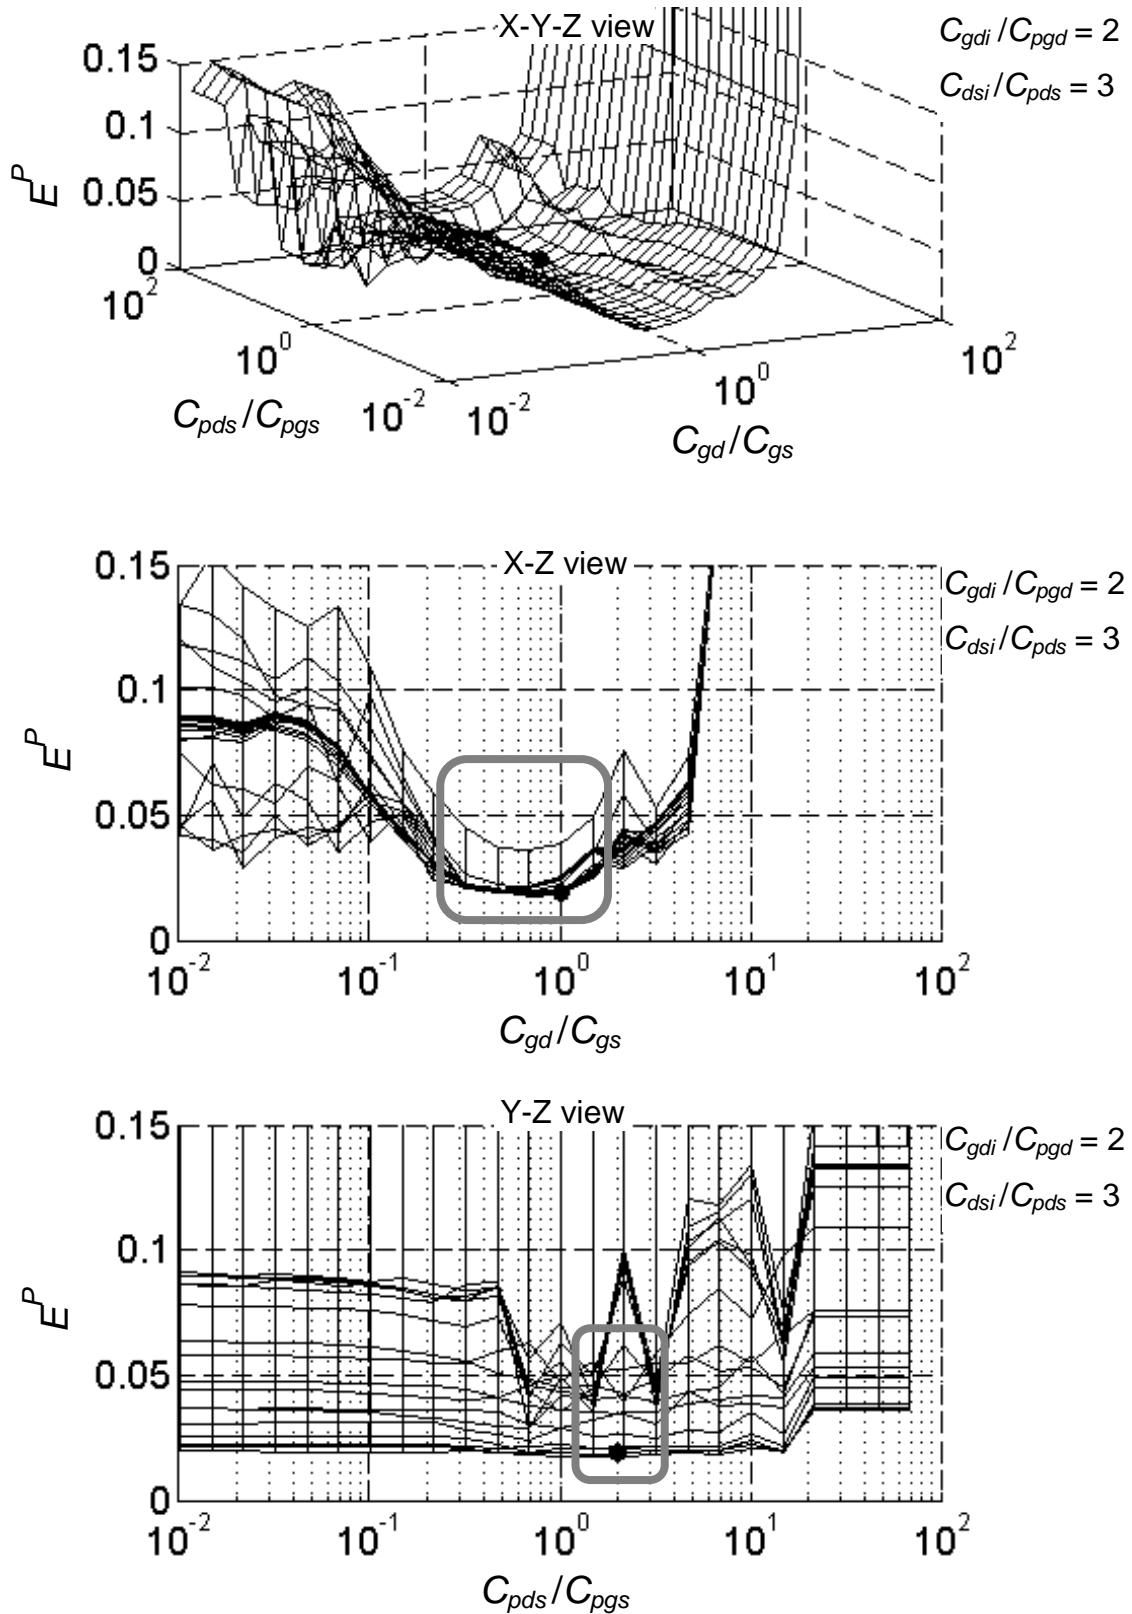 X-Y-Z view
C_gdi/C_pgd = 2
C_dsi/C_pds = 3
0.15
0.1
0.05
0
E^P
10^2
10^0
10^-2
C_pds/C_pgs
10^-2
10^0
10^2
C_gd/C_gs
X-Z view
C_gdi/C_pgd = 2
C_dsi/C_pds = 3
0.15
0.1
0.05
0
E^P
10^-2 10^-1 10^0 10^1 10^2
C_gd/C_gs
Y-Z view
C_gdi/C_pgd = 2
C_dsi/C_pds = 3
0.15
0.1
0.05
0
E^P
10^-2 10^-1 10^0 10^1 10^2
C_pds/C_pgs